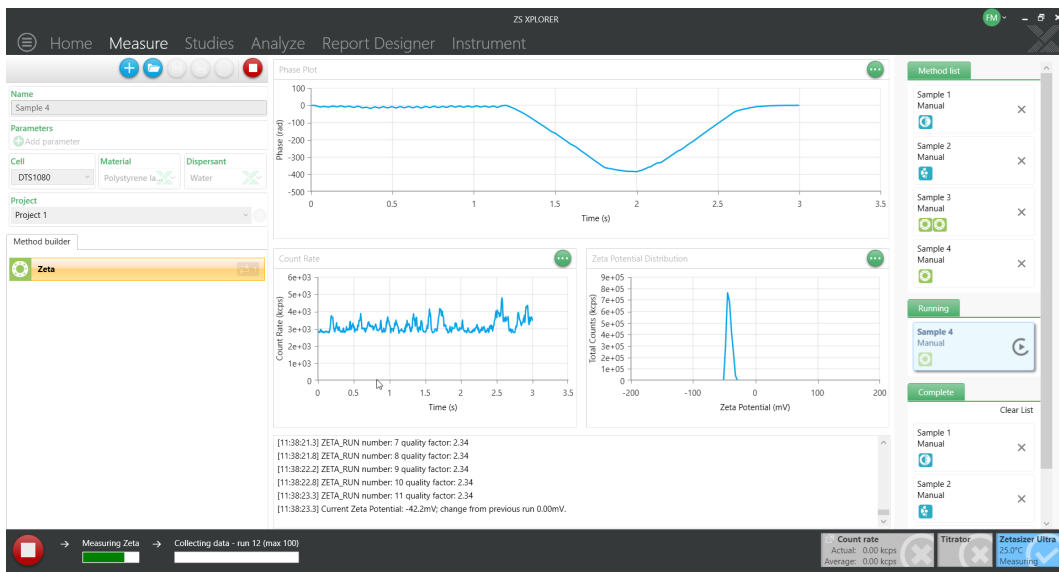 ZS XPLORER
FM
Home Measure Studies Analyze Report Designer Instrument
Name
Sample 4
Parameters
Add parameter
Cell Material Dispersant
DTS1080 Polystyrene la... Water
Project
Project 1
Method builder
Zeta
Phase Plot
Phase (rad)
100
0
-100
-200
-300
-400
-500
0 0.5 1 1.5 2 2.5 3 3.5
Time (s)
Count Rate
Count Rate (kcps)
6e+03
5e+03
4e+03
3e+03
2e+03
1e+03
0
0 0.5 1 1.5 2 2.5 3 3.5
Time (s)
Zeta Potential Distribution
Total Counts (kcps)
9e+05
8e+05
7e+05
6e+05
5e+05
4e+05
3e+05
2e+05
1e+05
0
-200 -100 0 100 200
Zeta Potential (mV)
[11:38:21.3] ZETA_RUN number: 7 quality factor: 2.34
[11:38:21.8] ZETA_RUN number: 8 quality factor: 2.34
[11:38:22.2] ZETA_RUN number: 9 quality factor: 2.34
[11:38:22.8] ZETA_RUN number: 10 quality factor: 2.34
[11:38:23.3] ZETA_RUN number: 11 quality factor: 2.34
[11:38:23.3] Current Zeta Potential: -42.2mV; change from previous run 0.00mV.
Method list
Sample 1
Manual
Sample 2
Manual
Sample 3
Manual
Sample 4
Manual
Running
Sample 4
Manual
Complete
Clear List
Sample 1
Manual
Sample 2
Manual
Measuring Zeta
Collecting data - run 12 (max 100)
Count rate
Actual: 0.00 kcps
Average: 0.00 kcps
Titrator
Zetasizer Ultra
25.0°C
Measuring